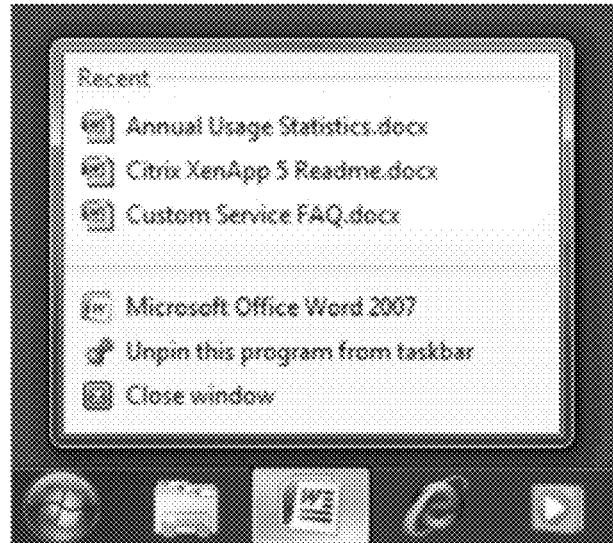 Recent
Annual Usage Statistics.docx
Citrix XenApp 5 Readme.docx
Custom Service FAQ.docx
Microsoft Office Word 2007
Unpin this program from taskbar
Close window